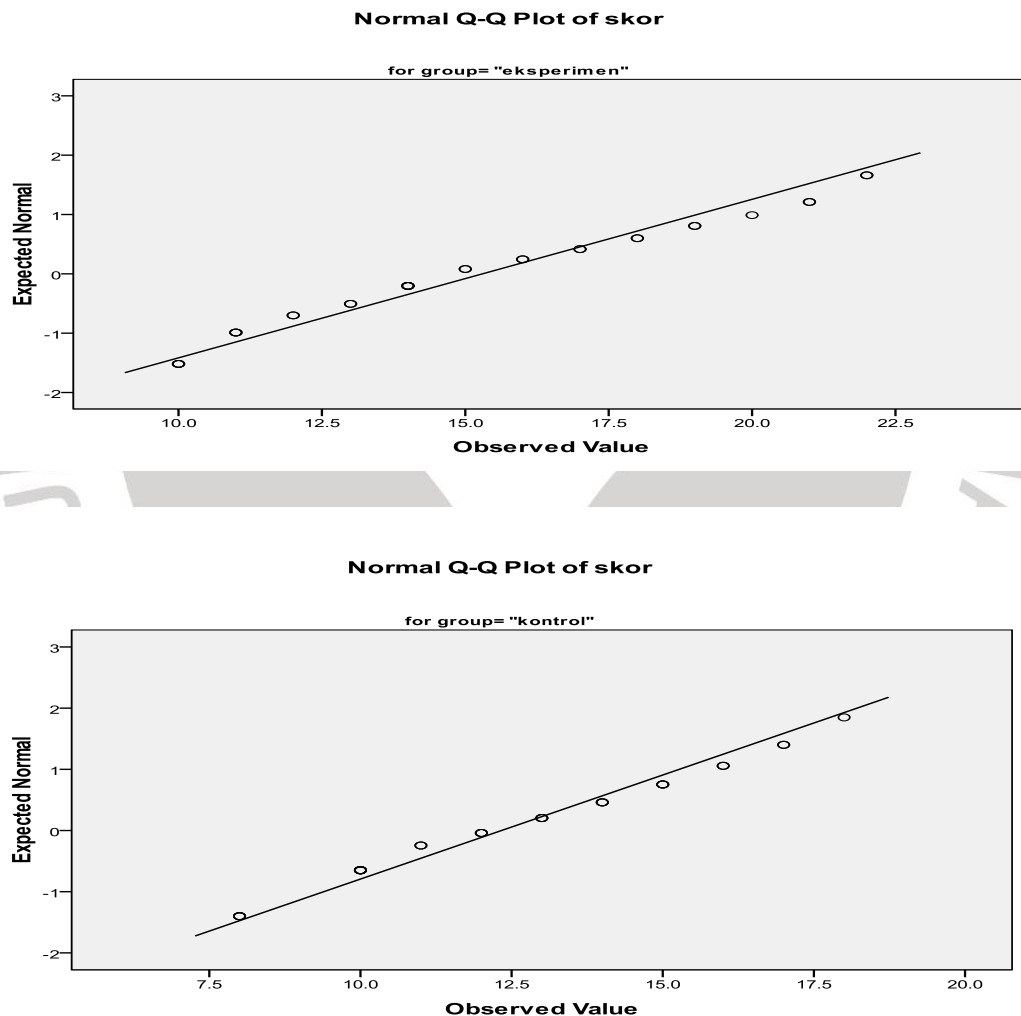 Normal Q-Q Plot of skor
for group= "eksperimen"
3
2
1
0
-1
-2
Expected Normal
10.0 12.5 15.0 17.5 20.0 22.5
Observed Value
Normal Q-Q Plot of skor
for group= "kontrol"
3
2
1
0
-1
-2
Expected Normal
7.5 10.0 12.5 15.0 17.5 20.0
Observed Value